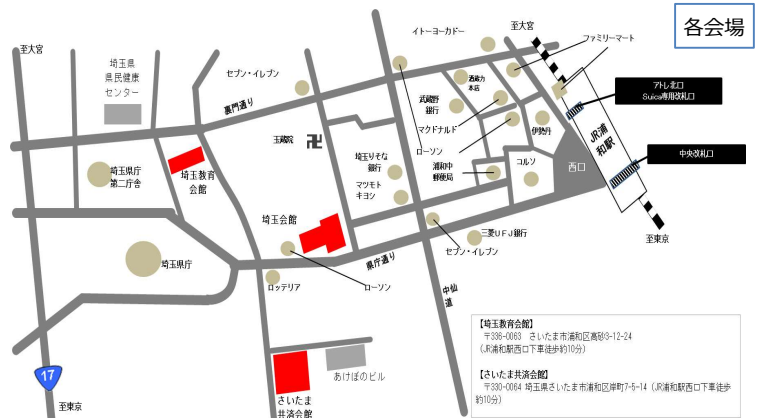 各会場
至大宮
埼玉県
県民健康
センター
セブン・イレブン
イトーヨーカドー
至大宮
ファミリーマート
裏門通り
玉蔵院
卍
武蔵野
銀行
酒蔵力
本店
マクドナルド
ローソン
伊勢丹
アトレ北口
Suica専用改札口
JR浦
和駅
中央改札口
埼玉りそな
銀行
マツモト
キヨシ
浦和中
郵便局
コルソ
西口
埼玉県庁
第二庁舎
埼玉教育
会館
埼玉会館
埼玉県庁
県庁通り
三菱UFJ銀行
セブン・イレブン
至東京
ロッテリア
ローソン
中仙
道
17
至東京
さいたま
共済会館
あけぼのビル
【埼玉教育会館】
〒336-0063 さいたま市浦和区高砂3-12-24
(JR浦和駅西口下車徒歩約10分)
【さいたま共済会館】
〒330-0064 埼玉県さいたま市浦和区岸町7-5-14 (JR浦和駅西口下車徒歩
約10分)